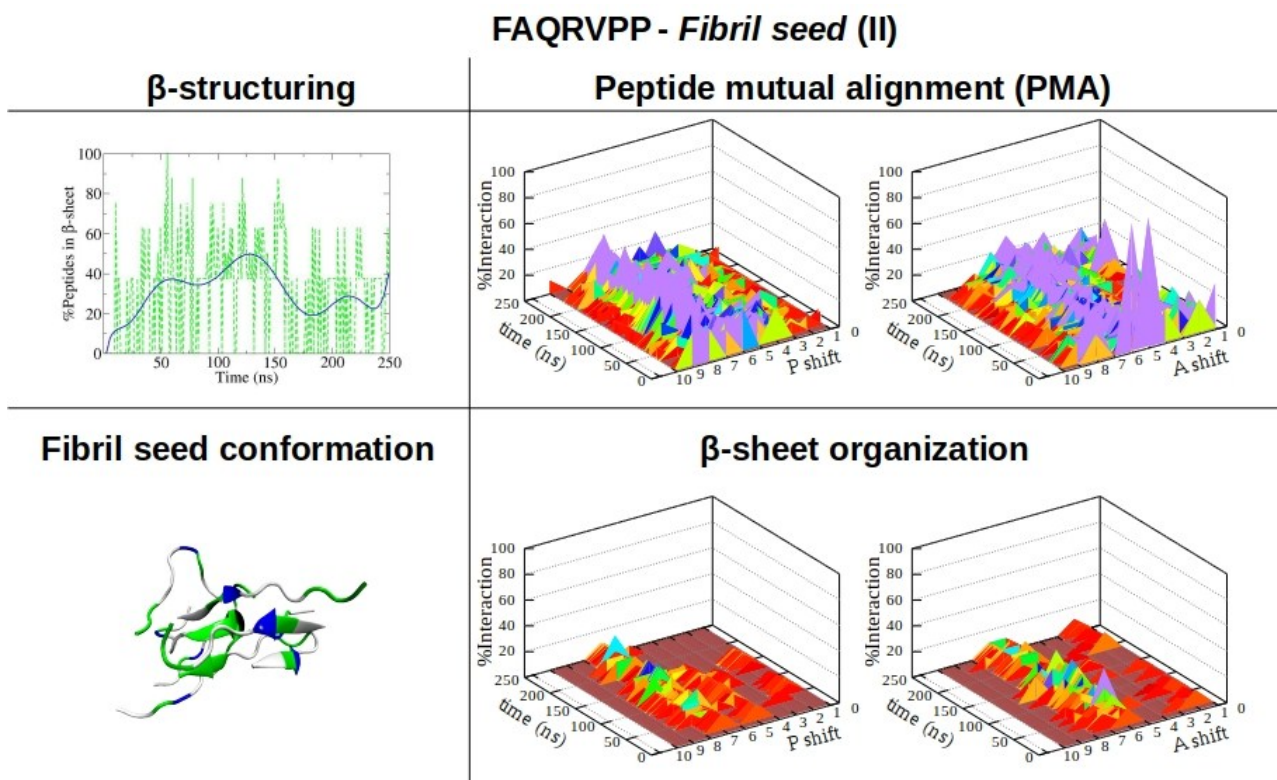 FAQRVPP - Fibril seed (II)
β-structuring
Peptide mutual alignment (PMA)
%Peptides in β-sheet
100
80
60
40
20
0
50
100
150
200
250
Time (ns)
%Interaction
100
80
60
40
20
250
200
150
100
50
0
time (ns)
10 9 8 7 6 5 4 3 2 1 0
P shift
%Interaction
100
80
60
40
20
250
200
150
100
50
0
time (ns)
10 9 8 7 6 5 4 3 2 1 0
A shift
Fibril seed conformation
β-sheet organization
%Interaction
100
80
60
40
20
250
200
150
100
50
0
time (ns)
10 9 8 7 6 5 4 3 2 1 0
P shift
%Interaction
100
80
60
40
20
250
200
150
100
50
0
time (ns)
10 9 8 7 6 5 4 3 2 1 0
A shift